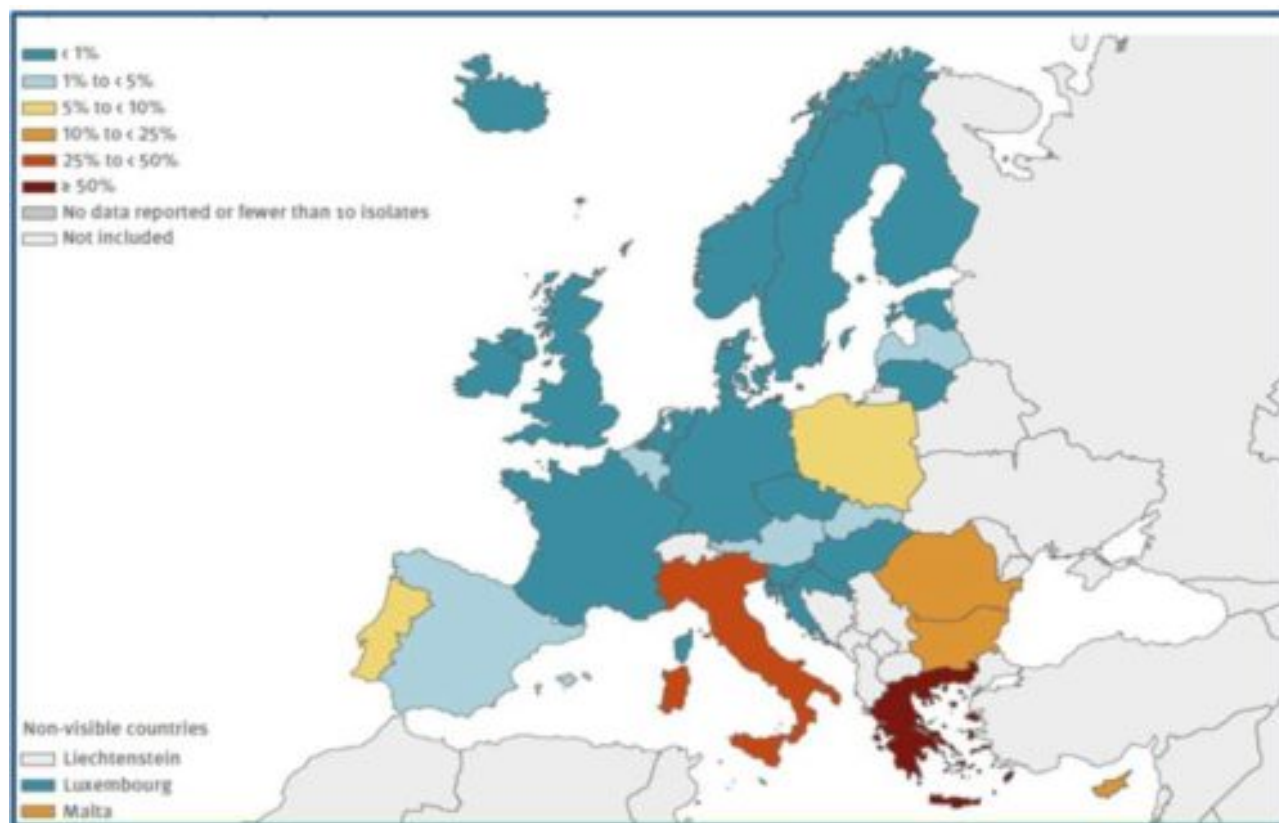 < 1%
1% to < 5%
5% to < 10%
10% to < 25%
25% to < 50%
≥ 50%
No data reported or fewer than 10 isolates
Not included
Non-visible countries
Liechtenstein
Luxembourg
Malta